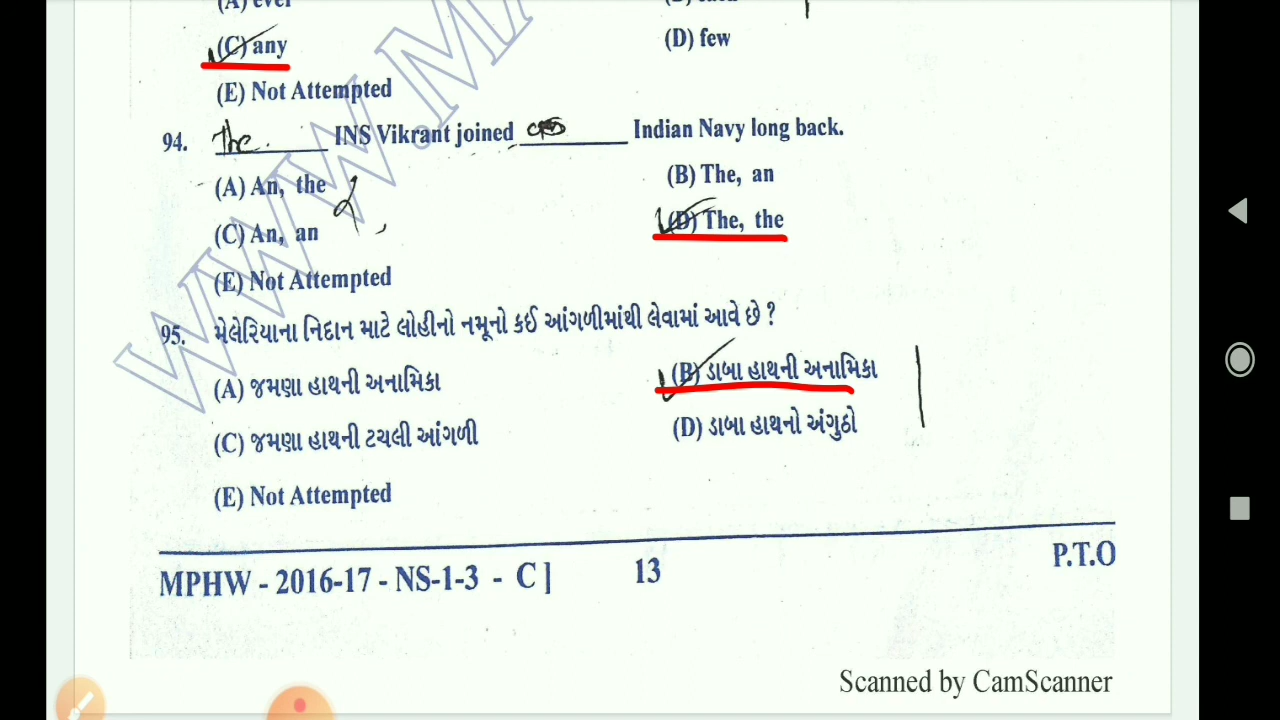 (C) any
(D) few
(E) Not Attempted
94. The. INS Vikrant joined ______ Indian Navy long back.
(A) An, the
(B) The, an
(C) An, an
(D) The, the
(E) Not Attempted
95. મેલેરિયાના નિદાન માટે લોહીનો નમૂનો કઈ આંગળીમાંથી લેવામાં આવે છે ?
(A) જમણા હાથની અનામિકા
(B) ડાબા હાથની અનામિકા
(C) જમણા હાથની ટચલી આંગળી
(D) ડાબા હાથનો અંગુઠો
(E) Not Attempted
MPHW - 2016-17 - NS-1-3 - C ] 13 P.T.O
Scanned by CamScanner
WWW.M